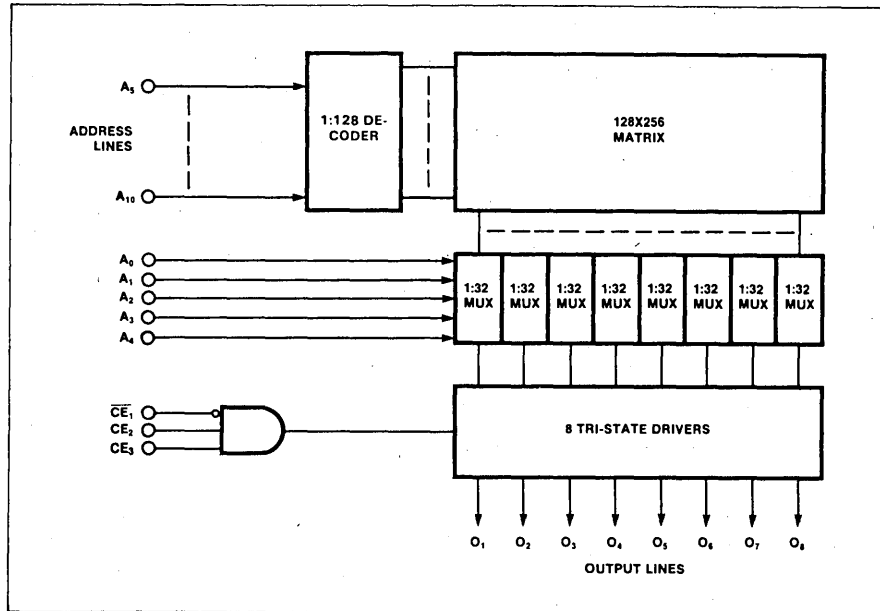 A5
ADDRESS
LINES
A10
1:128 DE-
CODER
128X256
MATRIX
A0
A1
A2
A3
A4
1:32
MUX
1:32
MUX
1:32
MUX
1:32
MUX
1:32
MUX
1:32
MUX
1:32
MUX
1:32
MUX
CE1
CE2
CE3
8 TRI-STATE DRIVERS
O1 O2 O3 O4 O5 O6 O7 O8
OUTPUT LINES